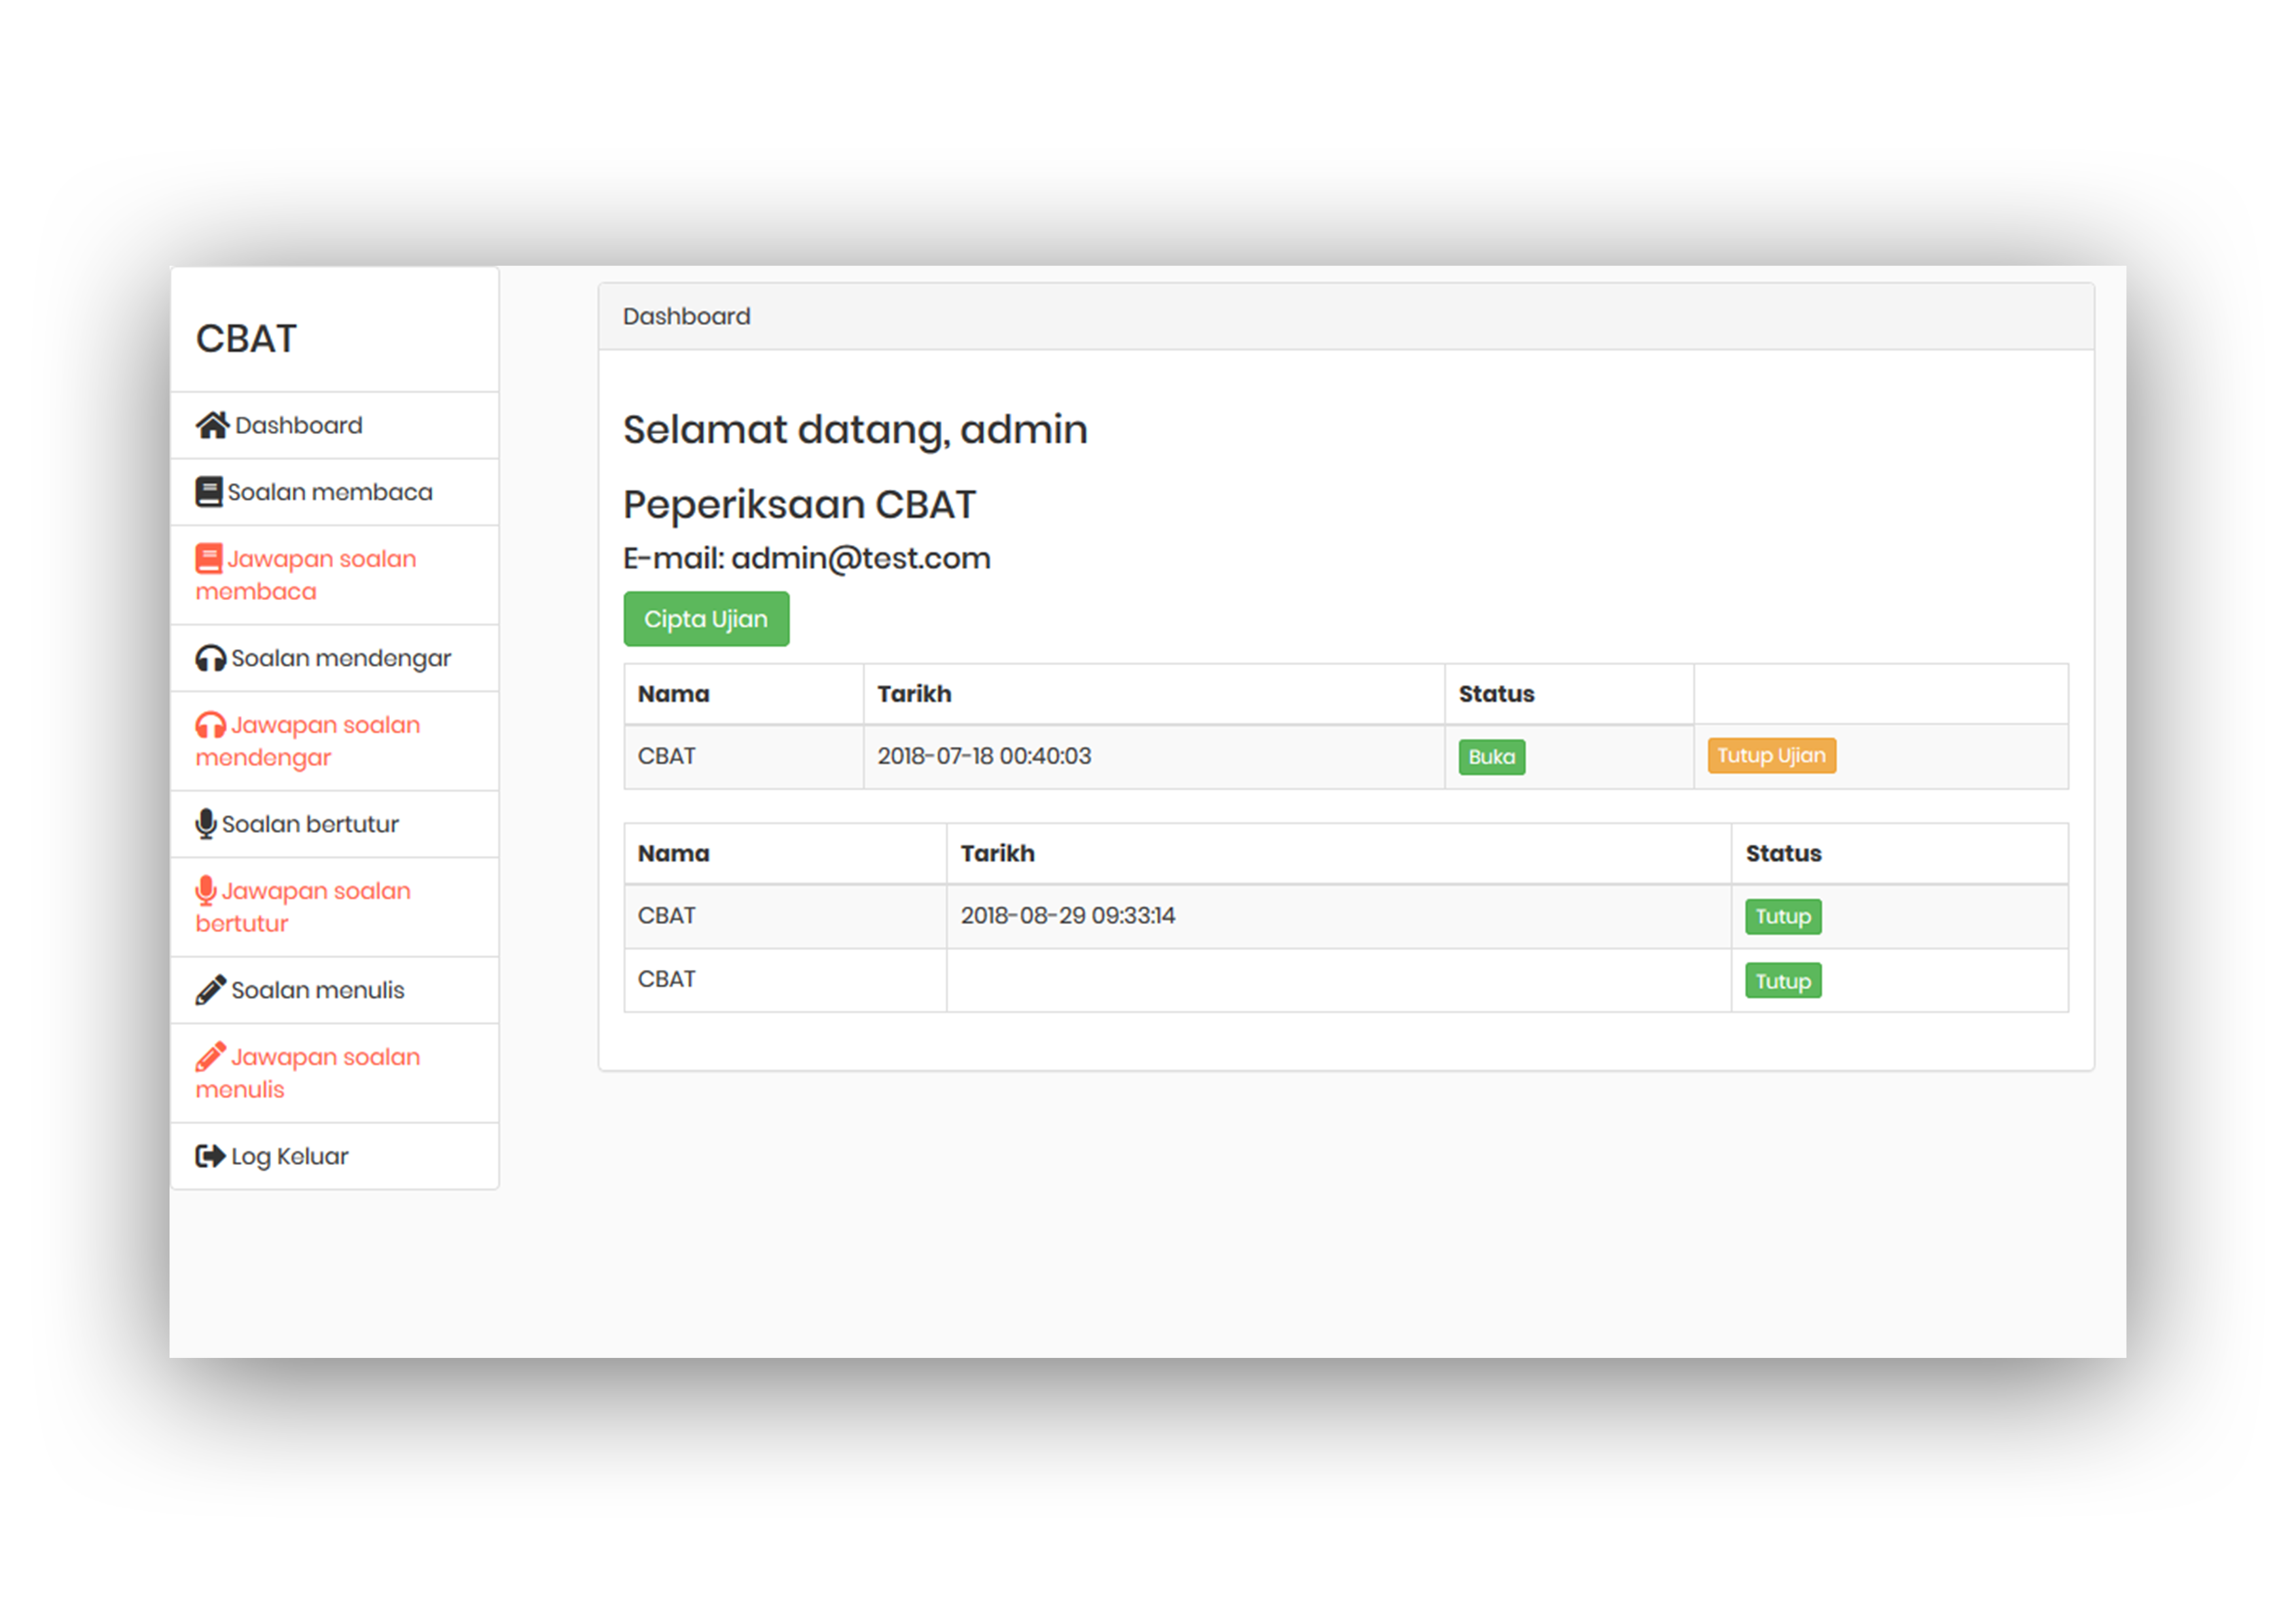 CBAT
Dashboard
Soalan membaca
Jawapan soalan
membaca
Soalan mendengar
Jawapan soalan
mendengar
Soalan bertutur
Jawapan soalan
bertutur
Soalan menulis
Jawapan soalan
menulis
Log Keluar
Dashboard
Selamat datang, admin
Peperiksaan CBAT
E-mail: admin@test.com
Cipta Ujian
Nama Tarikh Status
CBAT 2018-07-18 00:40:03 Buka Tutup Ujian
Nama Tarikh Status
CBAT 2018-08-29 09:33:14 Tutup
CBAT Tutup